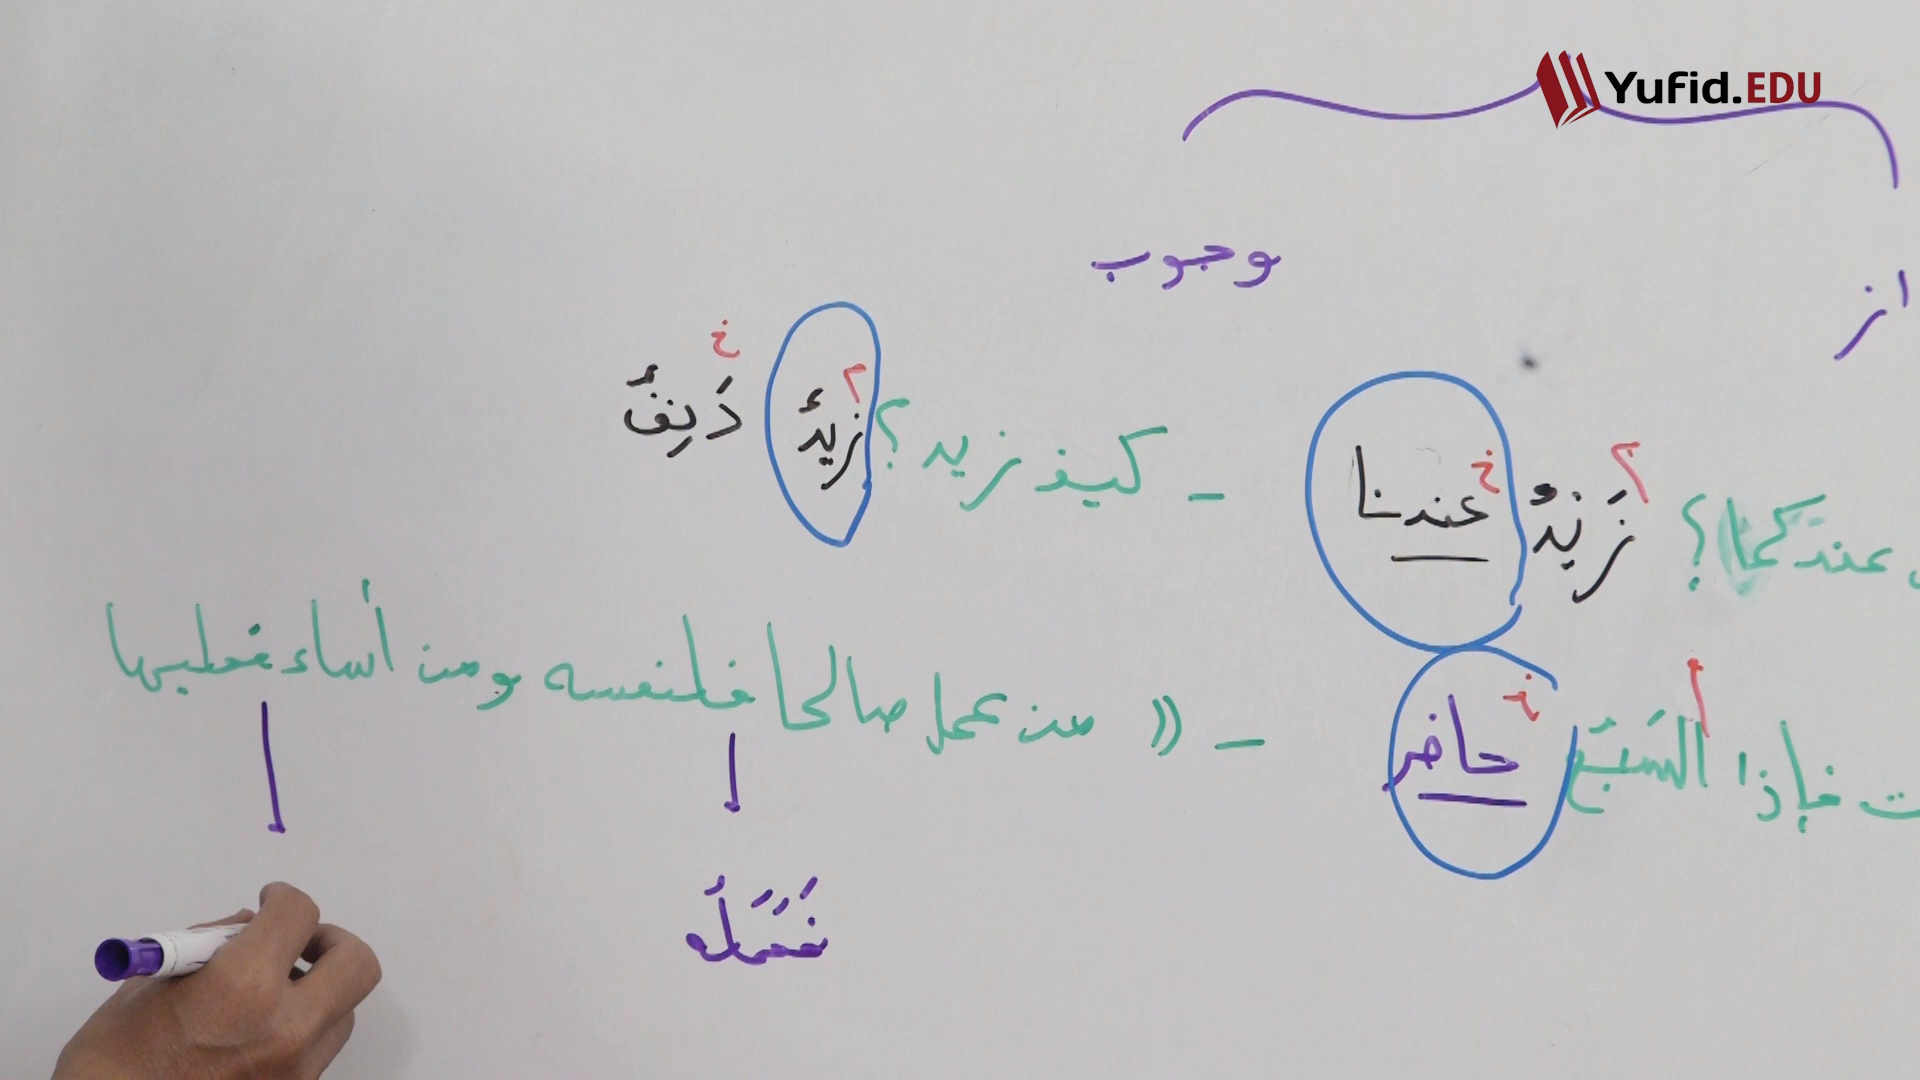 Yufid.EDU
وجوب
از
عندكما؟ زَيْدٌ عندنا
م خ
- كيف زيد؟ زيدٌ دَنِفٌ
م خ
ت فإذا السَبُعُ حاضر
خ
- « من عمل صالحا فلنفسه ومن أساء فعليها
فَعَمَلُه